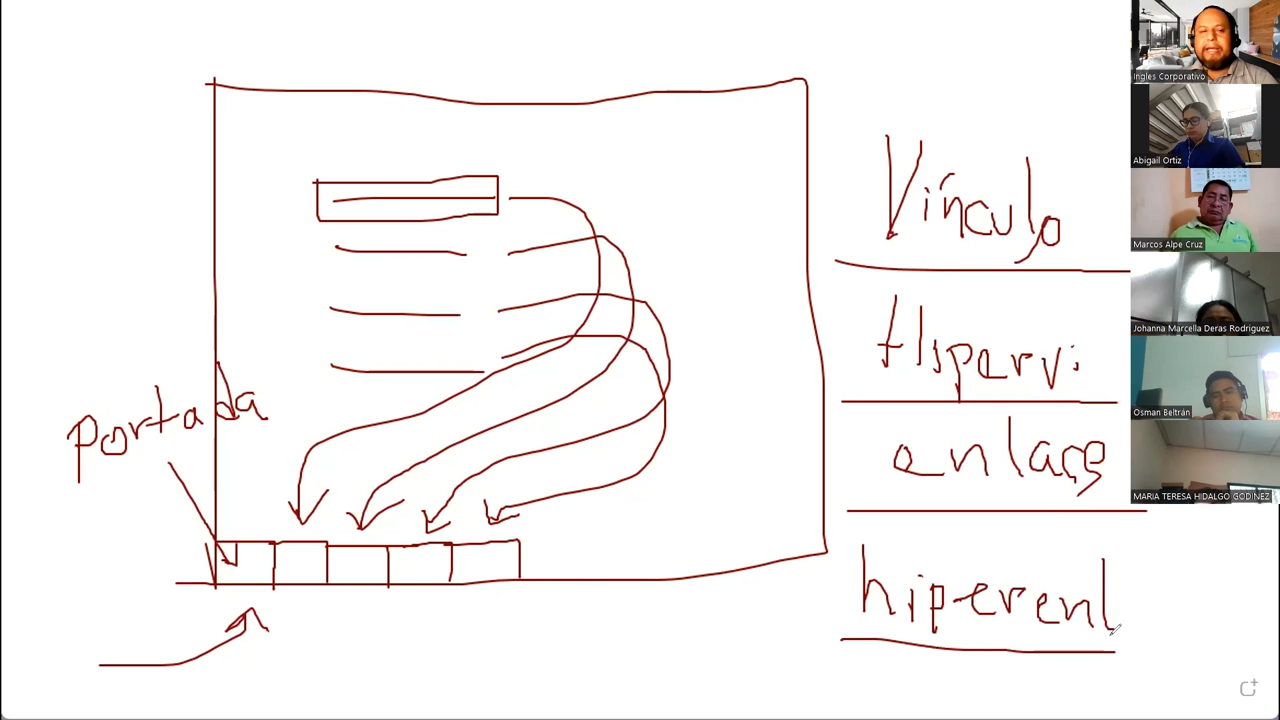 Ingles Corporativo
Abigail Ortiz
Marcos Alpe Cruz
Johanna Marcella Deras Rodriguez
Osman Beltrán
MARIA TERESA HIDALGO GODINEZ
Portada
Vínculo
Hipervi
enlace
hiperenl